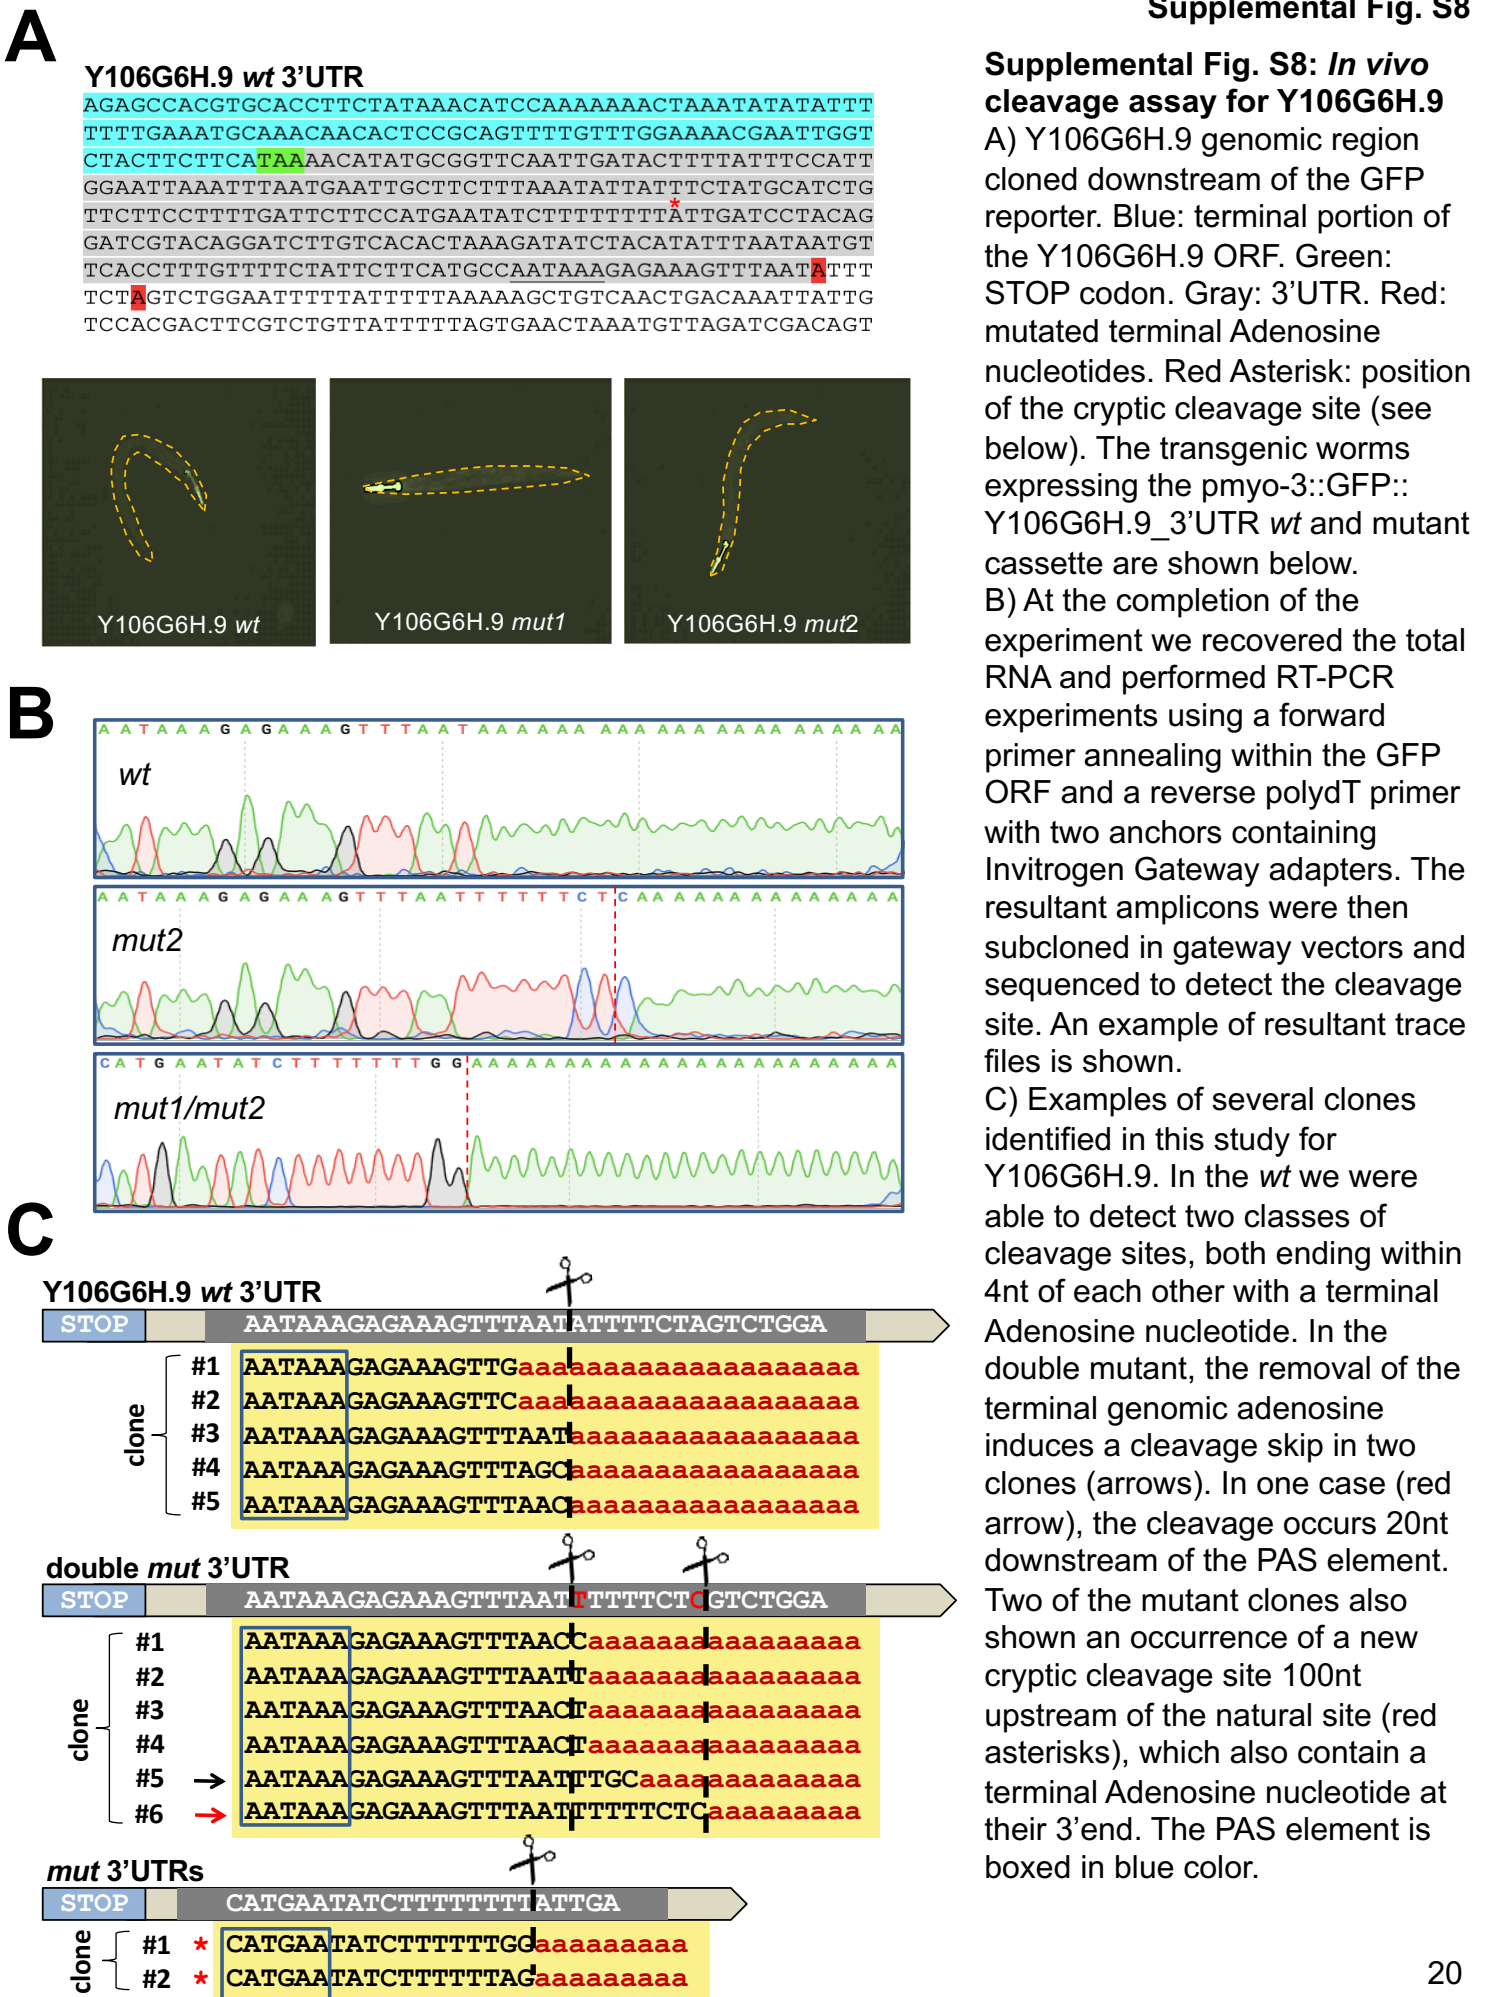 Supplemental Fig. S8
A
Y106G6H.9 wt 3’UTR
AGAGCCACGTGCACCTTCTATAAACATCCAAAAAAACTAAATATATATTT
TTTTGAAATGCAAACAACACTCCGCAGTTTTGTTTGGAAAACGAATTGGT
CTACTTCTTCATAAAACATATGCGGTTCAATTGATACTTTTATTTCCATT
GGAATTAAATTTAATGAATTGCTTCTTTAAATATTATTTCTATGCATCTG
*
TTCTTCCTTTTGATTCTTCCATGAATATCTTTTTTTTTATTGATCCTACAG
GATCGTACAGGATCTTGTCACACTAAAGATATCTACATATTTAATAATGT
TCACCTTTGTTTTCTATTCTTCATGCCAATAAAGAGAAAGTTTAATATTT
TCTAGTCTGGAATTTTTATTTTTAAAAAGCTGTCAACTGACAAATTATTG
TCCACGACTTCGTCTGTTATTTTTAGTGAACTAAATGTTAGATCGACAGT
Y106G6H.9 wt
Y106G6H.9 mut1
Y106G6H.9 mut2
B
A A T A A A G A G A A A G T T T A A T A A A A A A A A A A A A A A A A A A A A A
wt
A A T A A A G A G A A A G T T T A A T T T T T T C T C A A A A A A A A A A A A A A
mut2
C A T G A A T A T C T T T T T T T G G A A A A A A A A A A A A A A A A A A A A A A
mut1/mut2
C
Y106G6H.9 wt 3’UTR
STOP AATAAAGAGAAAGTTTAATATTTTCTAGTCTGGA
clone
#1 AATAAAGAGAAAGTTGaaaaaaaaaaaaaaaaaaaa
#2 AATAAAGAGAAAGTTCaaaaaaaaaaaaaaaaaaaa
#3 AATAAAGAGAAAGTTTAATaaaaaaaaaaaaaaaaa
#4 AATAAAGAGAAAGTTTAGCaaaaaaaaaaaaaaaaa
#5 AATAAAGAGAAAGTTTAACaaaaaaaaaaaaaaaaa
double mut 3’UTR
STOP AATAAAGAGAAAGTTTAATTTTTTCTCGTCTGGA
clone
#1 AATAAAGAGAAAGTTTAACCaaaaaaaaaaaaaaaa
#2 AATAAAGAGAAAGTTTAATTaaaaaaaaaaaaaaaa
#3 AATAAAGAGAAAGTTTAACTaaaaaaaaaaaaaaaa
#4 AATAAAGAGAAAGTTTAACTaaaaaaaaaaaaaaaa
#5 AATAAAGAGAAAGTTTAATTTGCaaaaaaaaaaaaa
#6 AATAAAGAGAAAGTTTAATTTTTTCTCaaaaaaaaa
mut 3’UTRs
STOP CATGAATATCTTTTTTTTATTGA
clone
#1 * CATGAATATCTTTTTTGGaaaaaaaaa
#2 * CATGAATATCTTTTTTAGaaaaaaaaa
Supplemental Fig. S8: In vivo
cleavage assay for Y106G6H.9
A) Y106G6H.9 genomic region
cloned downstream of the GFP
reporter. Blue: terminal portion of
the Y106G6H.9 ORF. Green:
STOP codon. Gray: 3’UTR. Red:
mutated terminal Adenosine
nucleotides. Red Asterisk: position
of the cryptic cleavage site (see
below). The transgenic worms
expressing the pmyo-3::GFP::
Y106G6H.9_3’UTR wt and mutant
cassette are shown below.
B) At the completion of the
experiment we recovered the total
RNA and performed RT-PCR
experiments using a forward
primer annealing within the GFP
ORF and a reverse polydT primer
with two anchors containing
Invitrogen Gateway adapters. The
resultant amplicons were then
subcloned in gateway vectors and
sequenced to detect the cleavage
site. An example of resultant trace
files is shown.
C) Examples of several clones
identified in this study for
Y106G6H.9. In the wt we were
able to detect two classes of
cleavage sites, both ending within
4nt of each other with a terminal
Adenosine nucleotide. In the
double mutant, the removal of the
terminal genomic adenosine
induces a cleavage skip in two
clones (arrows). In one case (red
arrow), the cleavage occurs 20nt
downstream of the PAS element.
Two of the mutant clones also
shown an occurrence of a new
cryptic cleavage site 100nt
upstream of the natural site (red
asterisks), which also contain a
terminal Adenosine nucleotide at
their 3’end. The PAS element is
boxed in blue color.
20